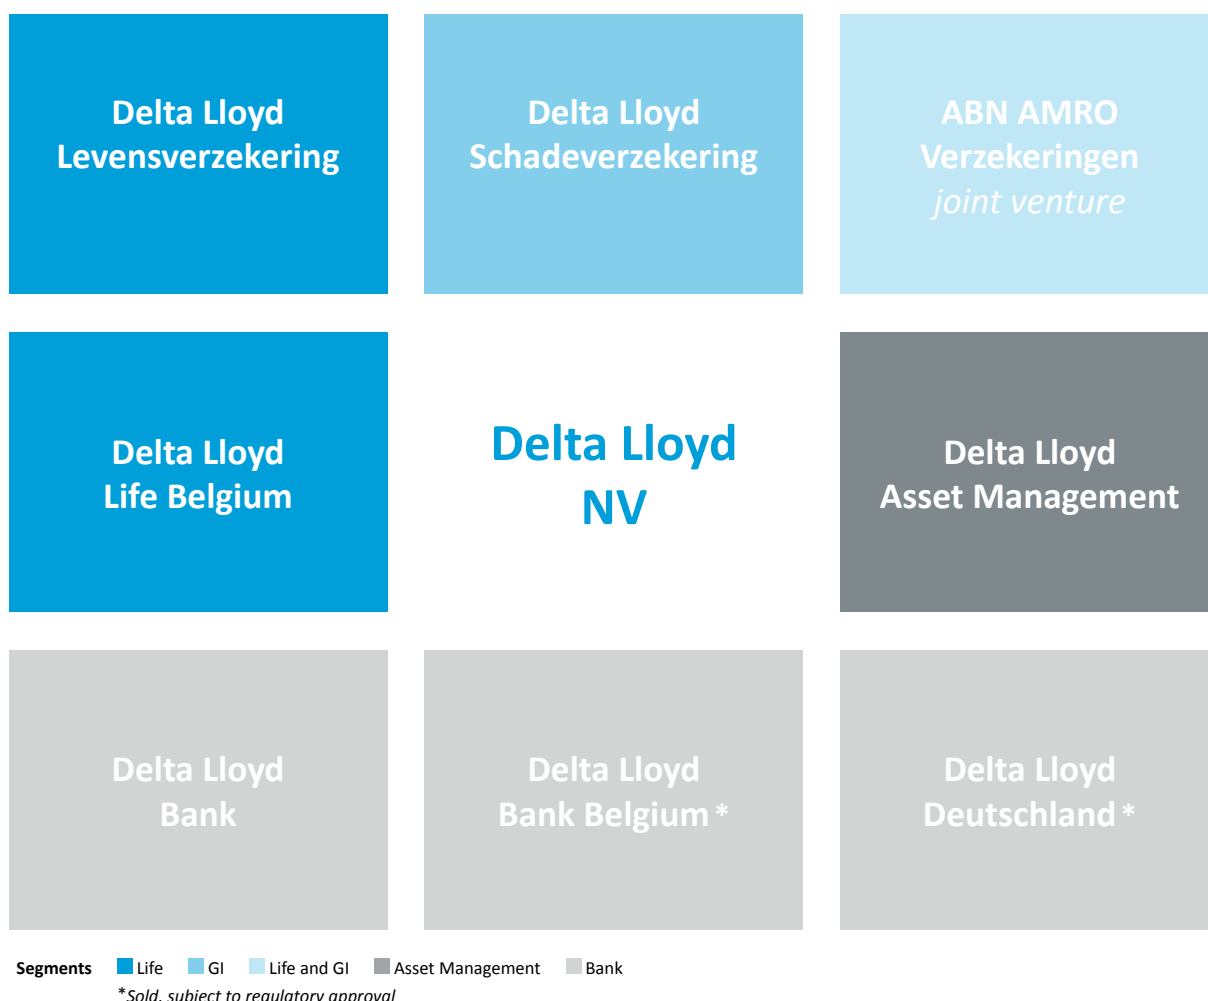 Delta Lloyd
Levensverzekering
Delta Lloyd
Schadeverzekering
ABN AMRO
Verzekeringen
joint venture
Delta Lloyd
Life Belgium
Delta Lloyd
NV
Delta Lloyd
Asset Management
Delta Lloyd
Bank
Delta Lloyd
Bank Belgium *
Delta Lloyd
Deutschland *
Segments Life GI Life and GI Asset Management Bank
*Sold, subject to regulatory approval